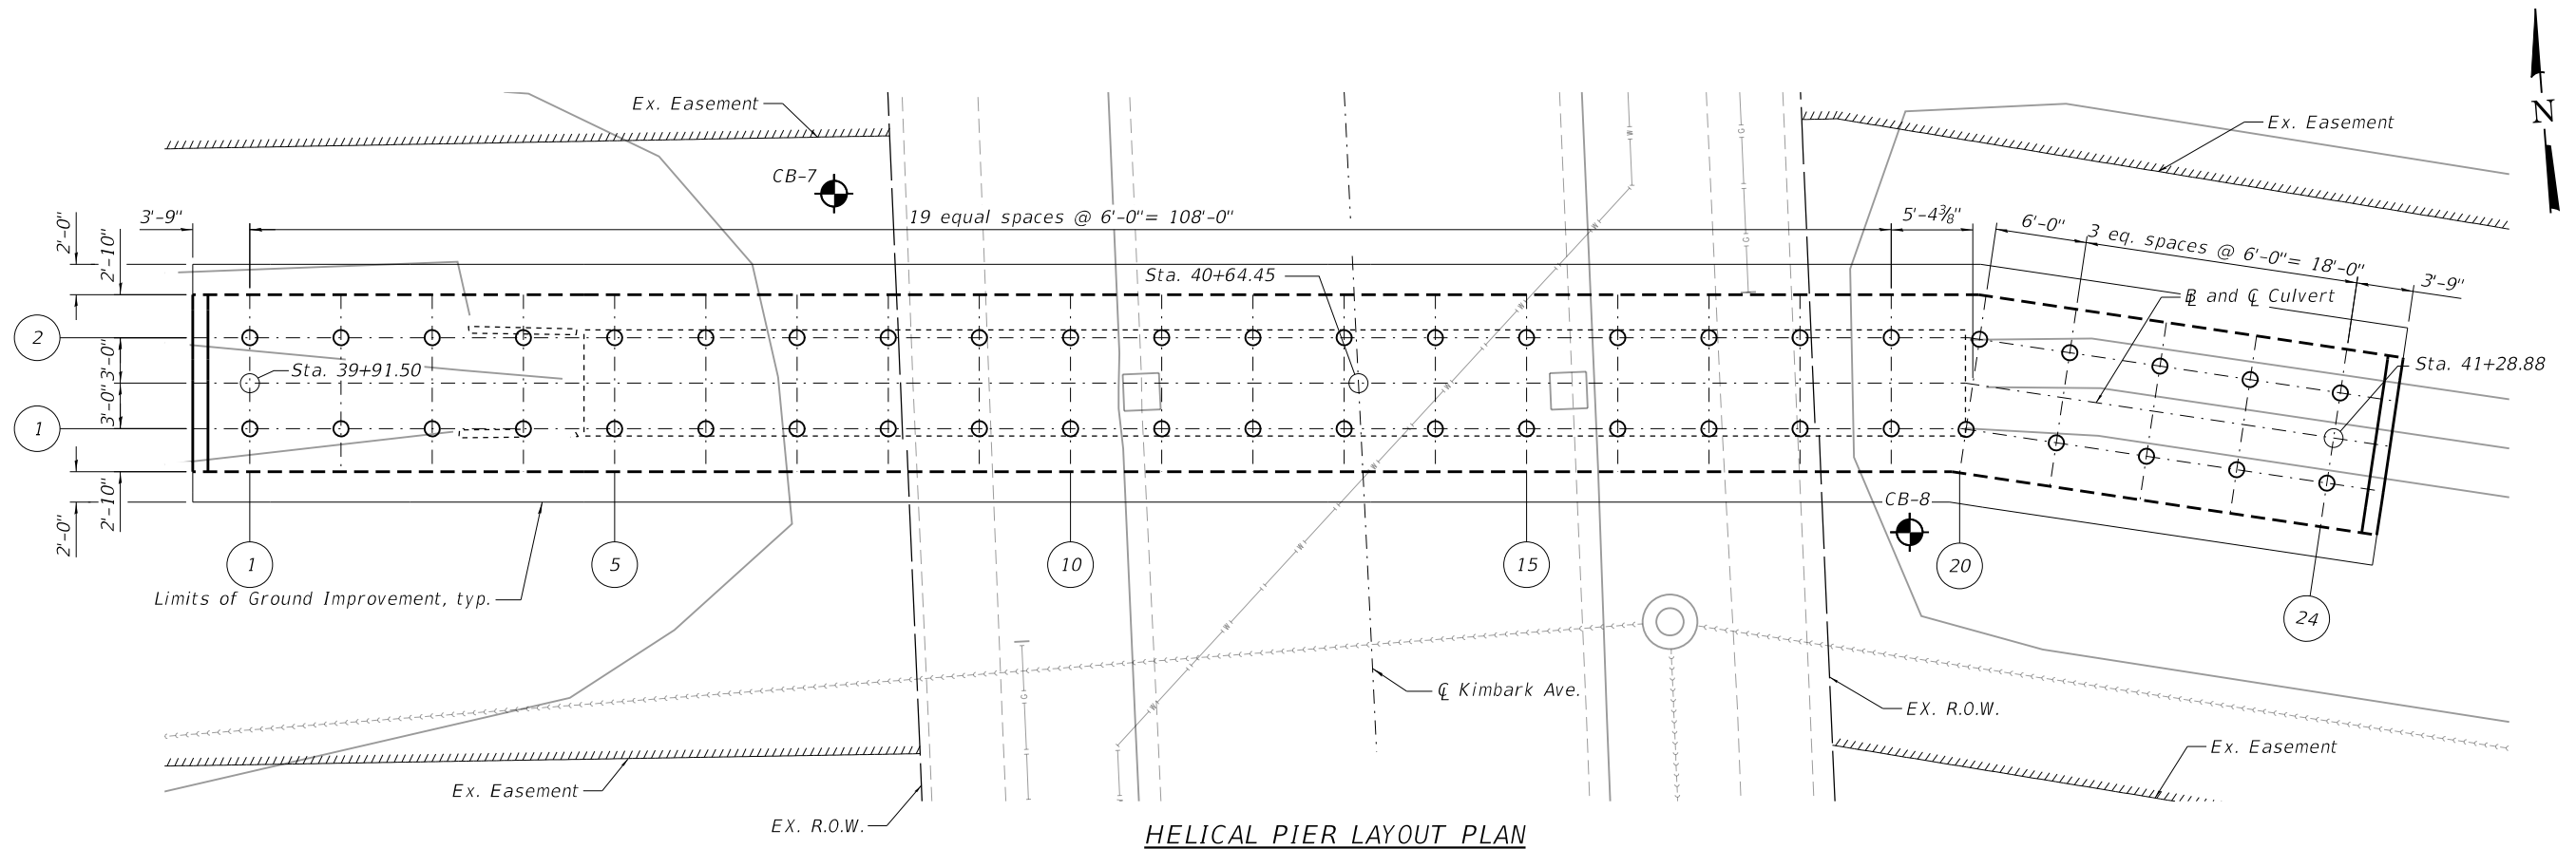 Ex. Easement
Ex. Easement
N
CB-7
3'-9"
2'-0"
2'-10"
19 equal spaces @ 6'-0"= 108'-0"
5'-4⅜"
6'-0"
3 eq. spaces @ 6'-0"= 18'-0"
3'-9"
Sta. 40+64.45
B and C Culvert
2
3'-0"
Sta. 39+91.50
Sta. 41+28.88
3'-0"
1
2'-10"
2'-0"
CB-8
1
5
10
15
20
24
Limits of Ground Improvement, typ.
C Kimbark Ave.
EX. R.O.W.
Ex. Easement
Ex. Easement
EX. R.O.W.
HELICAL PIER LAYOUT PLAN
W
W
W
W
W
W
W
W
W
G
G
G